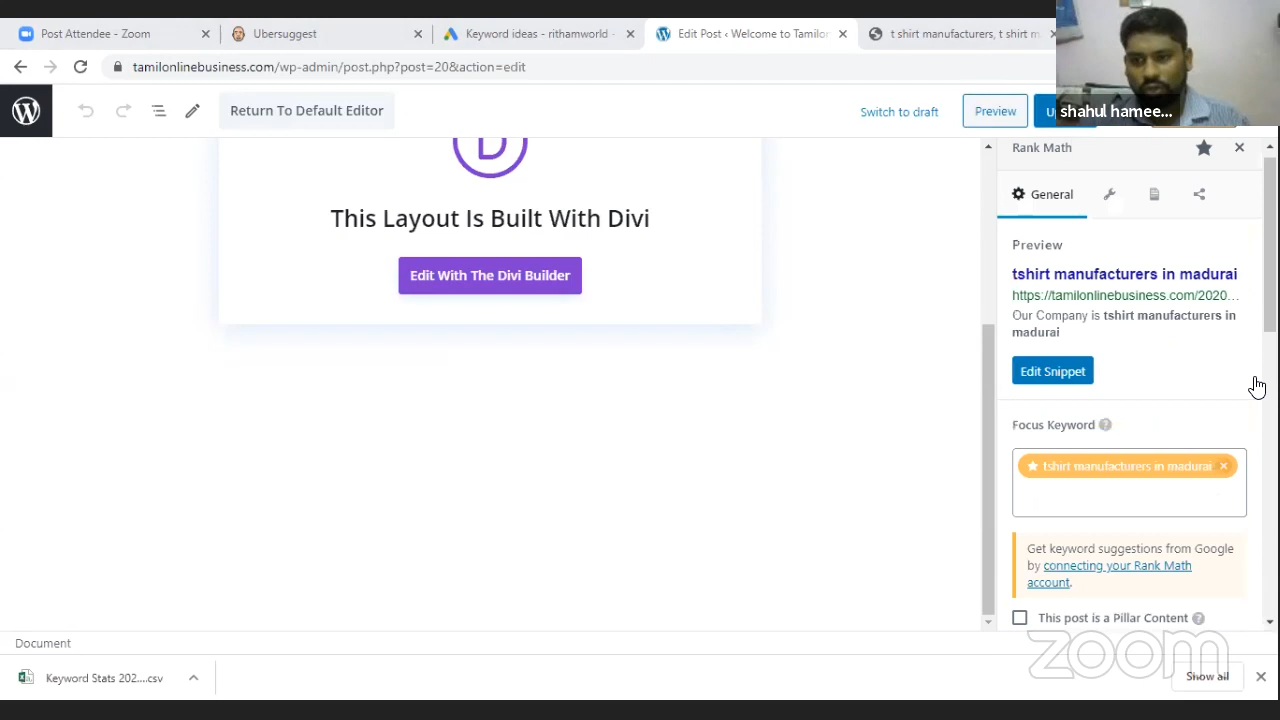 Post Attendee - Zoom
Ubersuggest
Keyword ideas - rithamworld -
Edit Post ‹ Welcome to Tamilon
t shirt manufacturers, t shirt m
tamilonlinebusiness.com/wp-admin/post.php?post=20&action=edit
shahul hamee...
Return To Default Editor
Switch to draft
Preview
Rank Math
General
D
This Layout Is Built With Divi
Edit With The Divi Builder
Preview
tshirt manufacturers in madurai
https://tamilonlinebusiness.com/2020...
Our Company is tshirt manufacturers in
madurai
Edit Snippet
Focus Keyword
tshirt manufacturers in madurai
Get keyword suggestions from Google
by connecting your Rank Math
account.
This post is a Pillar Content
Document
zoom
Keyword Stats 202....csv
Show all